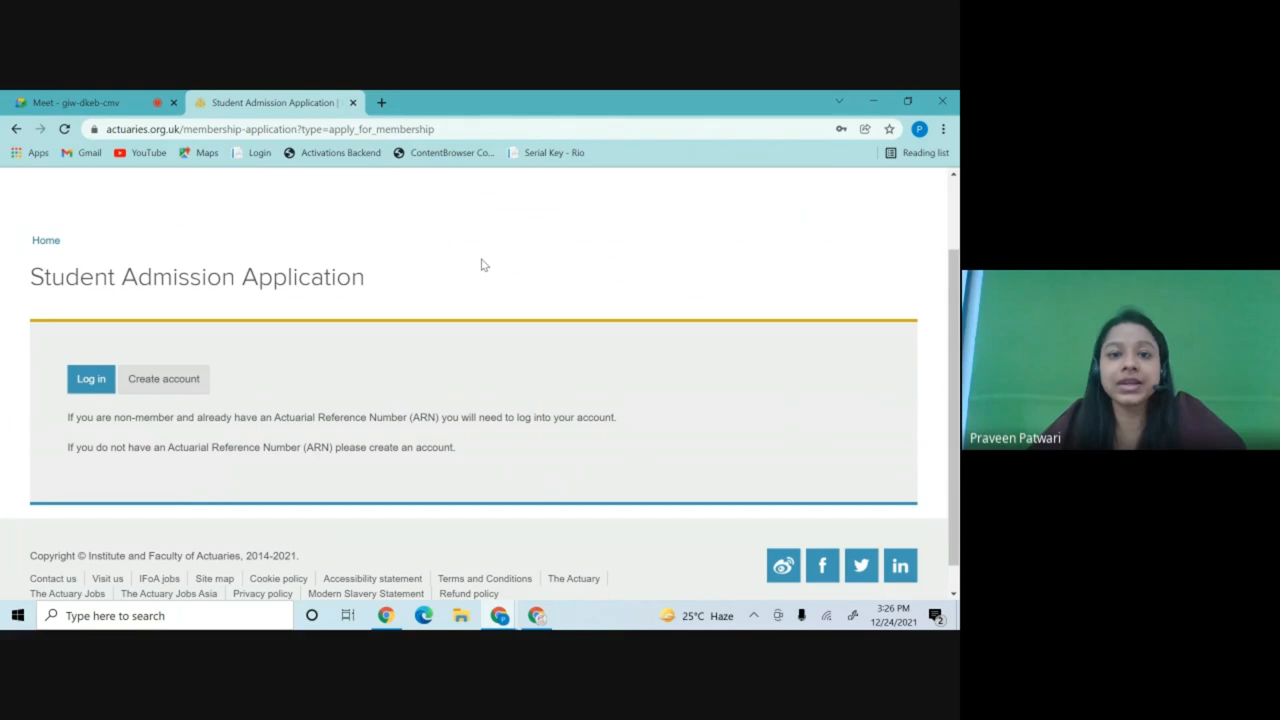 Meet - giw-dkeb-cmv
Student Admission Application |
actuaries.org.uk/membership-application?type=apply_for_membership
P
Apps
Gmail
YouTube
Maps
Login
Activations Backend
ContentBrowser Co...
Serial Key - Rio
Reading list
Home
Student Admission Application
Log in
Create account
If you are non-member and already have an Actuarial Reference Number (ARN) you will need to log into your account.
If you do not have an Actuarial Reference Number (ARN) please create an account.
Praveen Patwari
Copyright © Institute and Faculty of Actuaries, 2014-2021.
Contact us | Visit us | IFoA jobs | Site map | Cookie policy | Accessibility statement | Terms and Conditions | The Actuary |
The Actuary Jobs | The Actuary Jobs Asia | Privacy policy | Modern Slavery Statement | Refund policy
f
in
Type here to search
25°C Haze
3:26 PM
12/24/2021
2